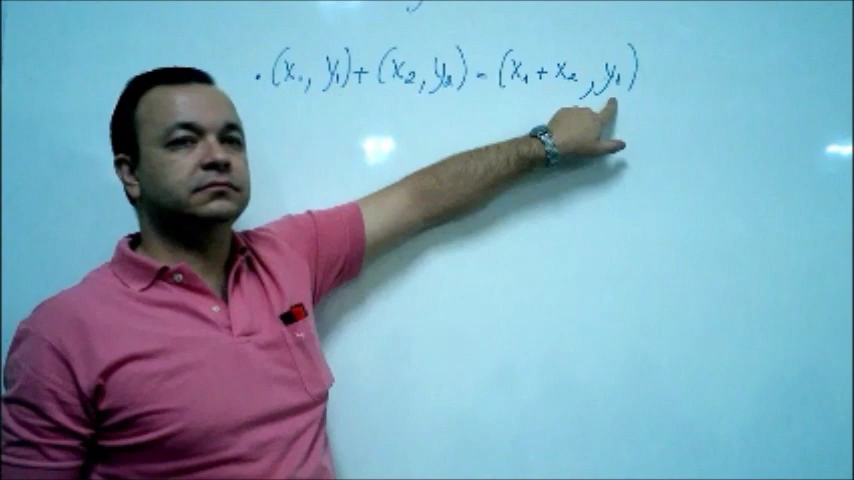 • (x₁, y₁) + (x₂, y₂) = (x₁ + x₂, y₁)